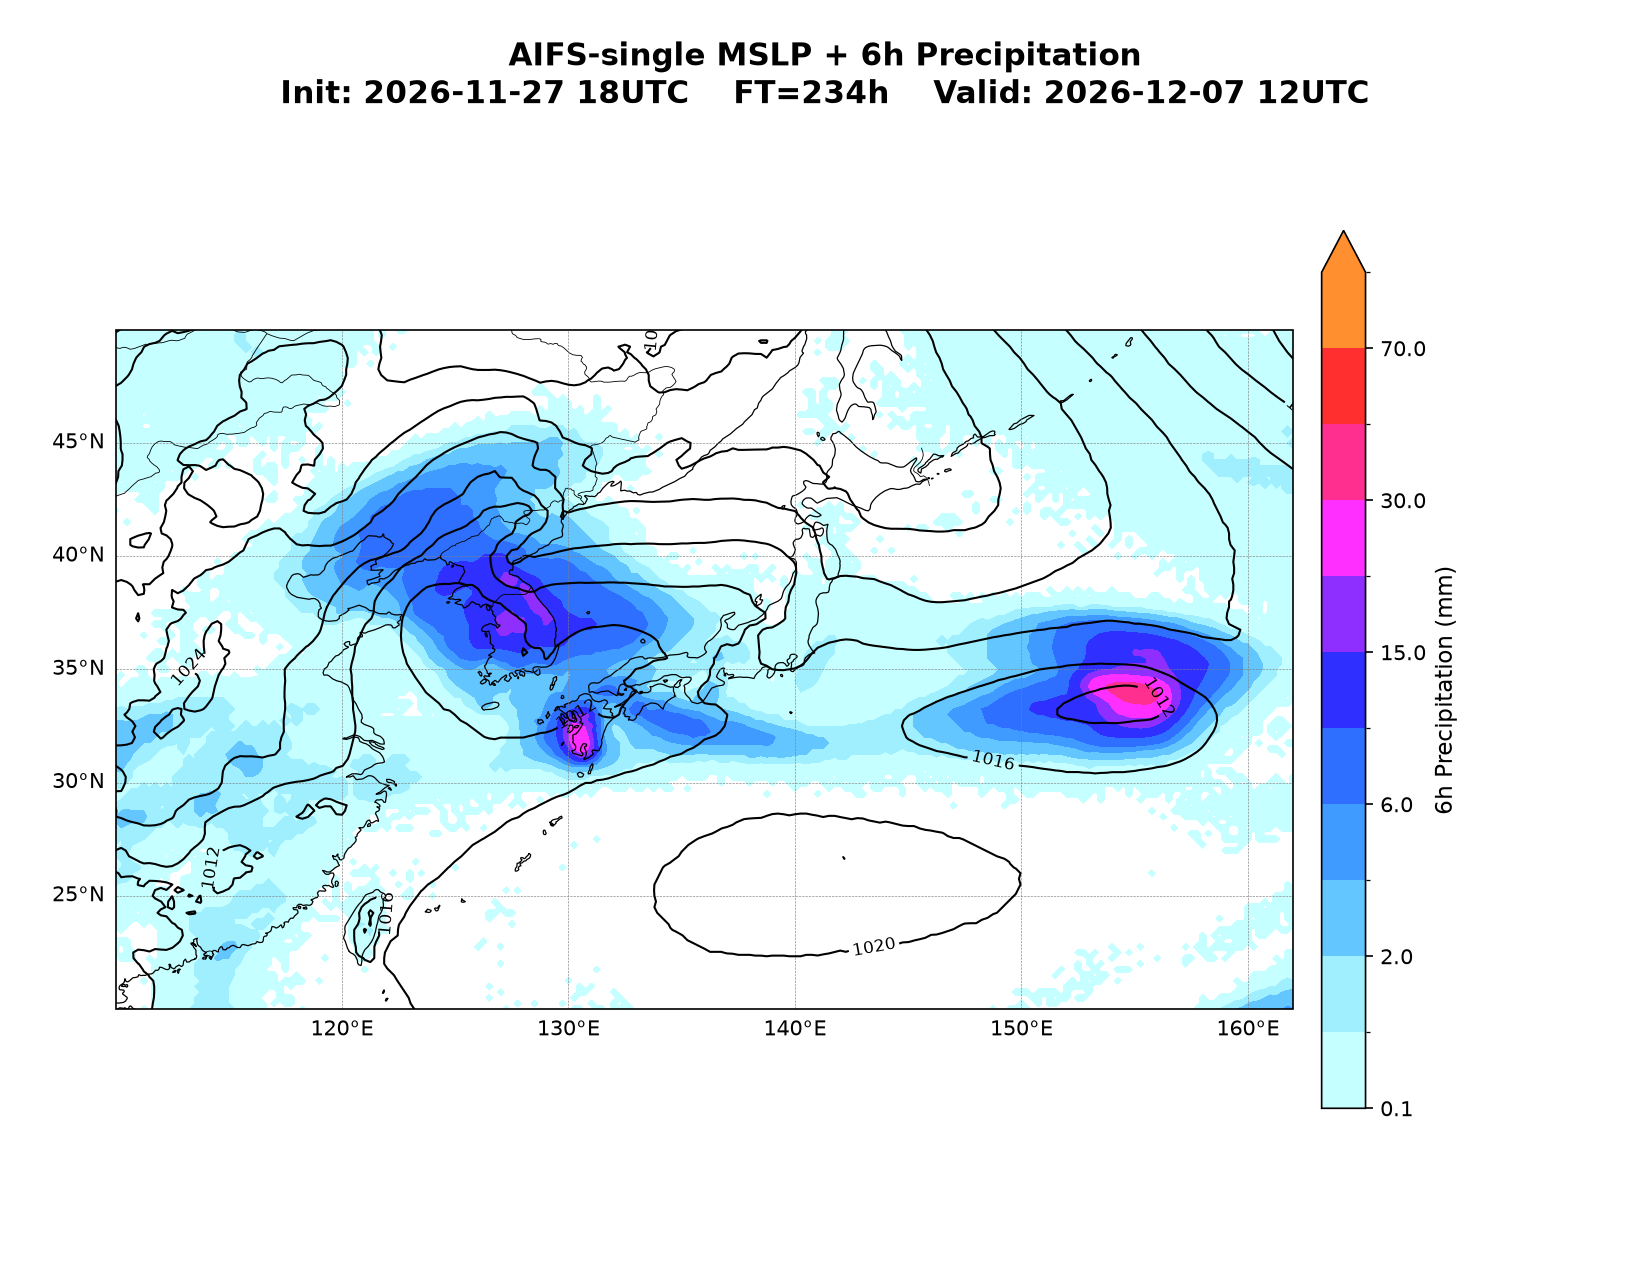 AIFS-single MSLP + 6h Precipitation
Init: 2026-11-27 18UTC    FT=234h    Valid: 2026-12-07 12UTC
45°N
40°N
35°N
30°N
25°N
120°E
130°E
140°E
150°E
160°E
10
1024
1012
1012
1012
1016
1016
1020
70.0
30.0
15.0
6.0
2.0
0.1
6h Precipitation (mm)